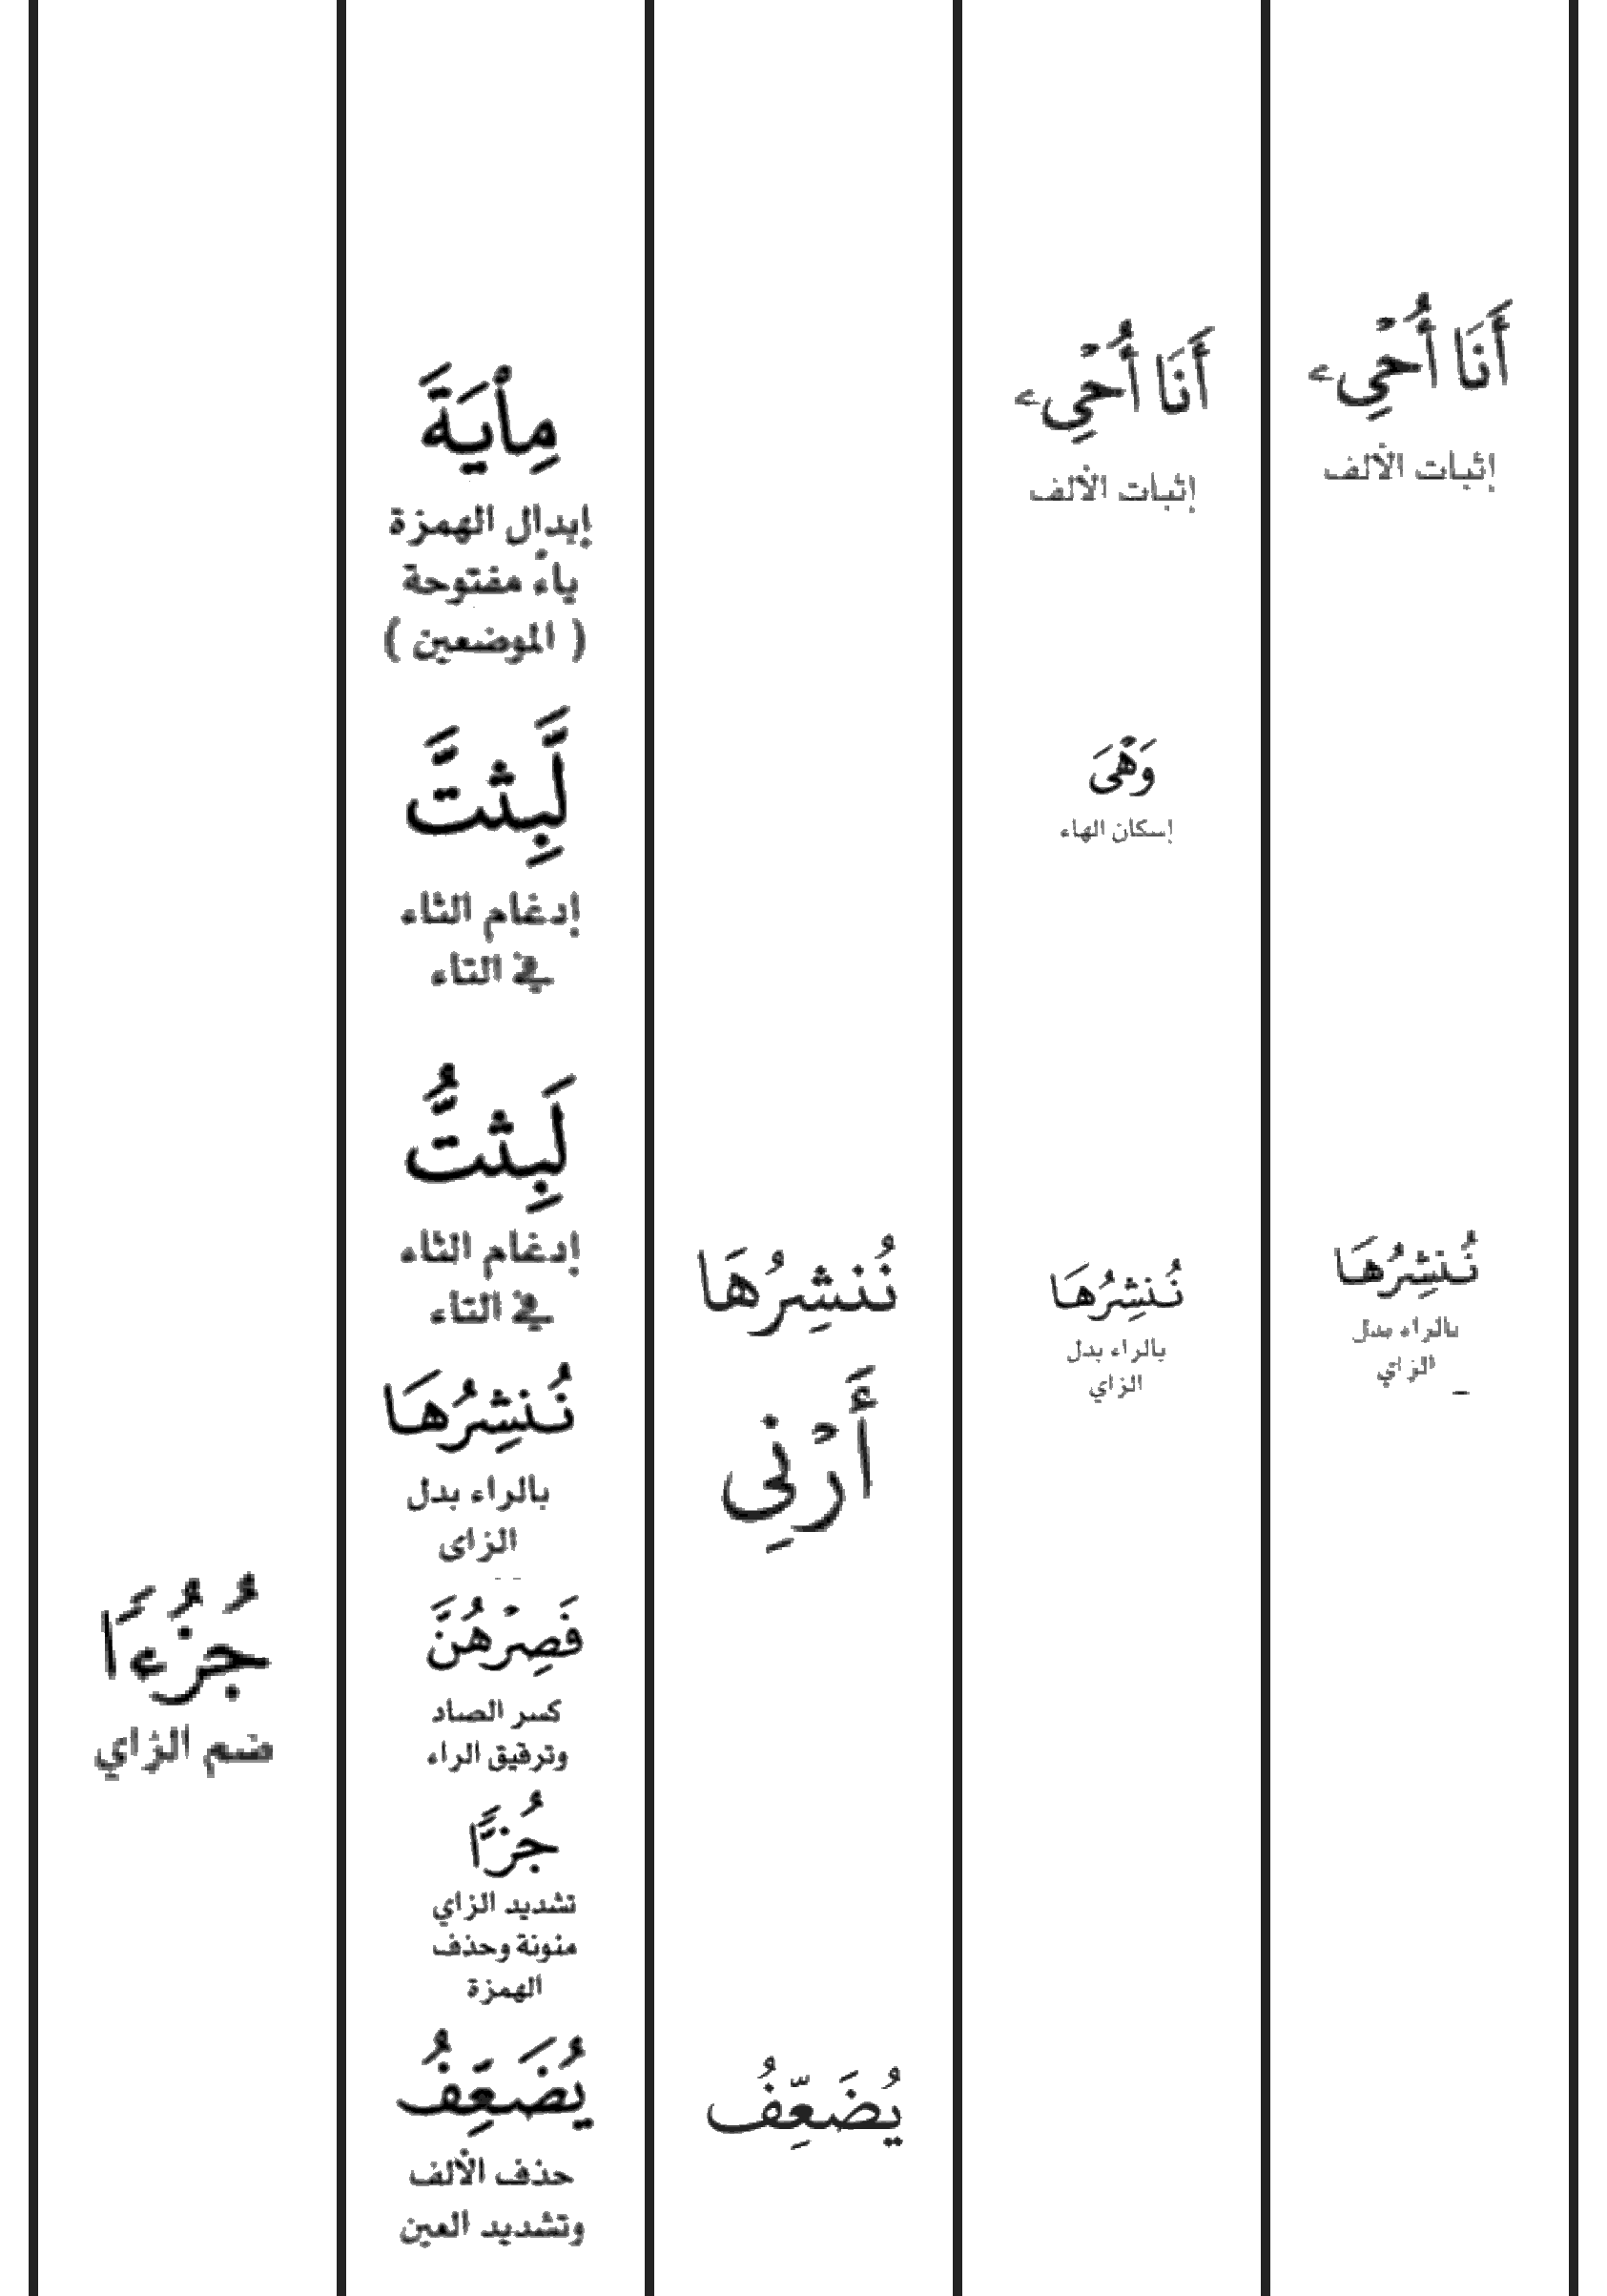 أَنَا أُحۡيِۦ
إثبات الألف
نُنشِرُهَا
بالراء بدل
الزاي
أَنَا أُحۡيِۦ
إثبات الألف
وَهۡيَ
إسكان الهاء
نُنشِرُهَا
بالراء بدل
الزاي
نُنشِرُهَا
أَرۡنِي
يُضَعِّفُ
مِاْيَةَ
إبدال الهمزة
ياءً مفتوحة
( الموضعين )
لَّبِثتَّ
إدغام الثاء
في التاء
لَبِثتُّ
إدغام الثاء
في التاء
نُنشِرُهَا
بالراء بدل
الزاى
فَصِرۡهُنَّ
كسر الصاد
وترقيق الراء
جُزًّا
تشديد الزاي
منونة وحذف
الهمزة
يُضَعِّفُ
حذف الألف
وتشديد العين
جُزُءًا
ضم الزاي